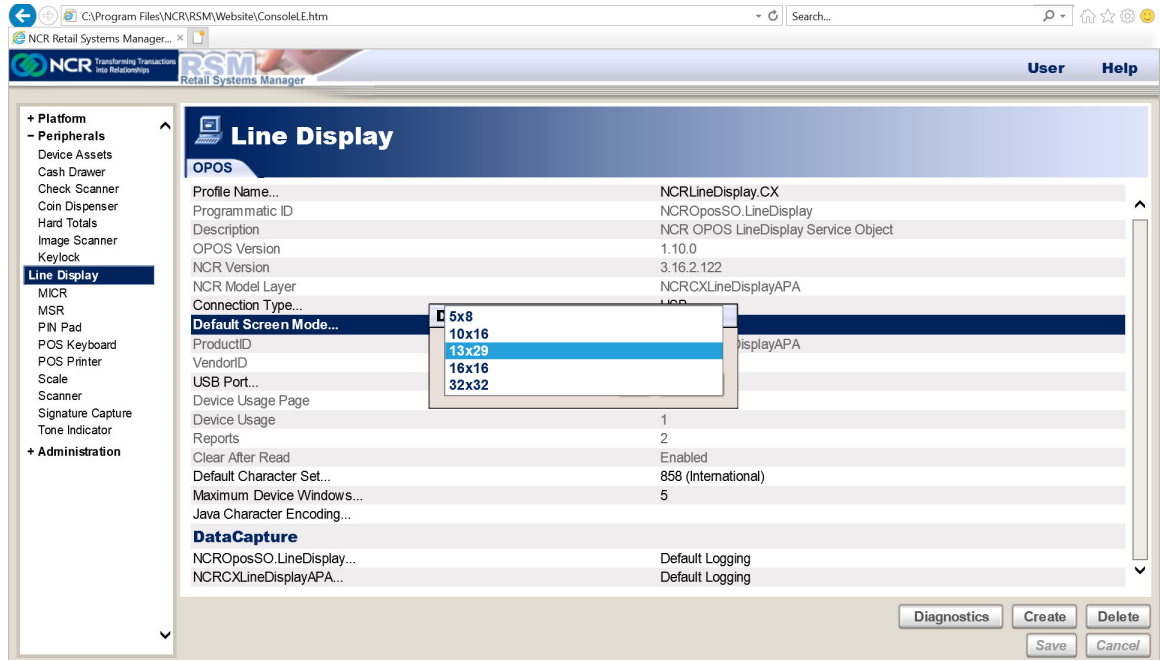 C:\Program Files\NCR\RSM\Website\ConsoleLE.htm
Search...
NCR Retail Systems Manager...
NCR Transforming Transactions into Relationships
RSM
Retail Systems Manager
User Help
+ Platform
− Peripherals
Device Assets
Cash Drawer
Check Scanner
Coin Dispenser
Hard Totals
Image Scanner
Keylock
Line Display
MICR
MSR
PIN Pad
POS Keyboard
POS Printer
Scale
Scanner
Signature Capture
Tone Indicator
+ Administration
Line Display
OPOS
Profile Name... NCRLineDisplay.CX
Programmatic ID NCROposSO.LineDisplay
Description NCR OPOS LineDisplay Service Object
OPOS Version 1.10.0
NCR Version 3.16.2.122
NCR Model Layer NCRCXLineDisplayAPA
Connection Type... USB
Default Screen Mode...
5x8
10x16
13x29
16x16
32x32
ProductID DisplayAPA
VendorID
USB Port...
Device Usage Page
Device Usage 1
Reports 2
Clear After Read Enabled
Default Character Set... 858 (International)
Maximum Device Windows... 5
Java Character Encoding...
DataCapture
NCROposSO.LineDisplay... Default Logging
NCRCXLineDisplayAPA... Default Logging
Diagnostics Create Delete
Save Cancel